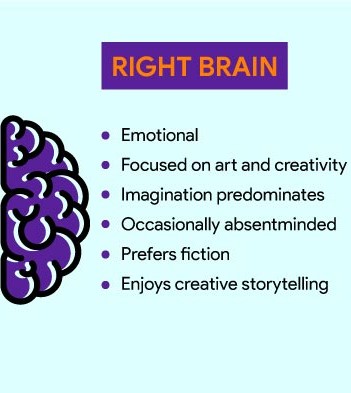 RIGHT BRAIN
Emotional
Focused on art and creativity
Imagination predominates
Occasionally absentminded
Prefers fiction
Enjoys creative storytelling